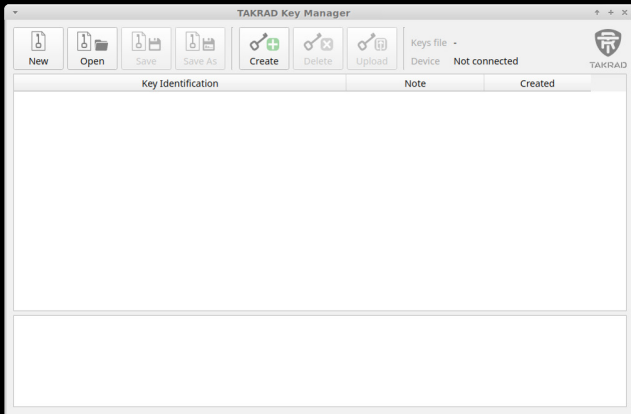 TAKRAD Key Manager
New Open Save Save As Create Delete Upload
Keys file -
Device Not connected
TAKRAD
Key Identification Note Created